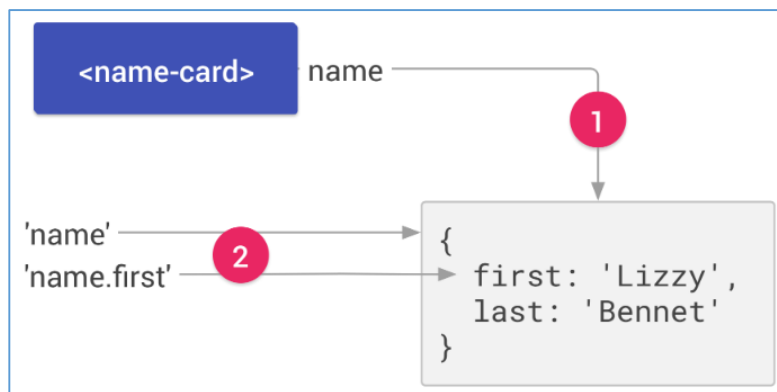 <name-card> name
1
'name'
2
'name.first'
{
first: 'Lizzy',
last: 'Bennet'
}